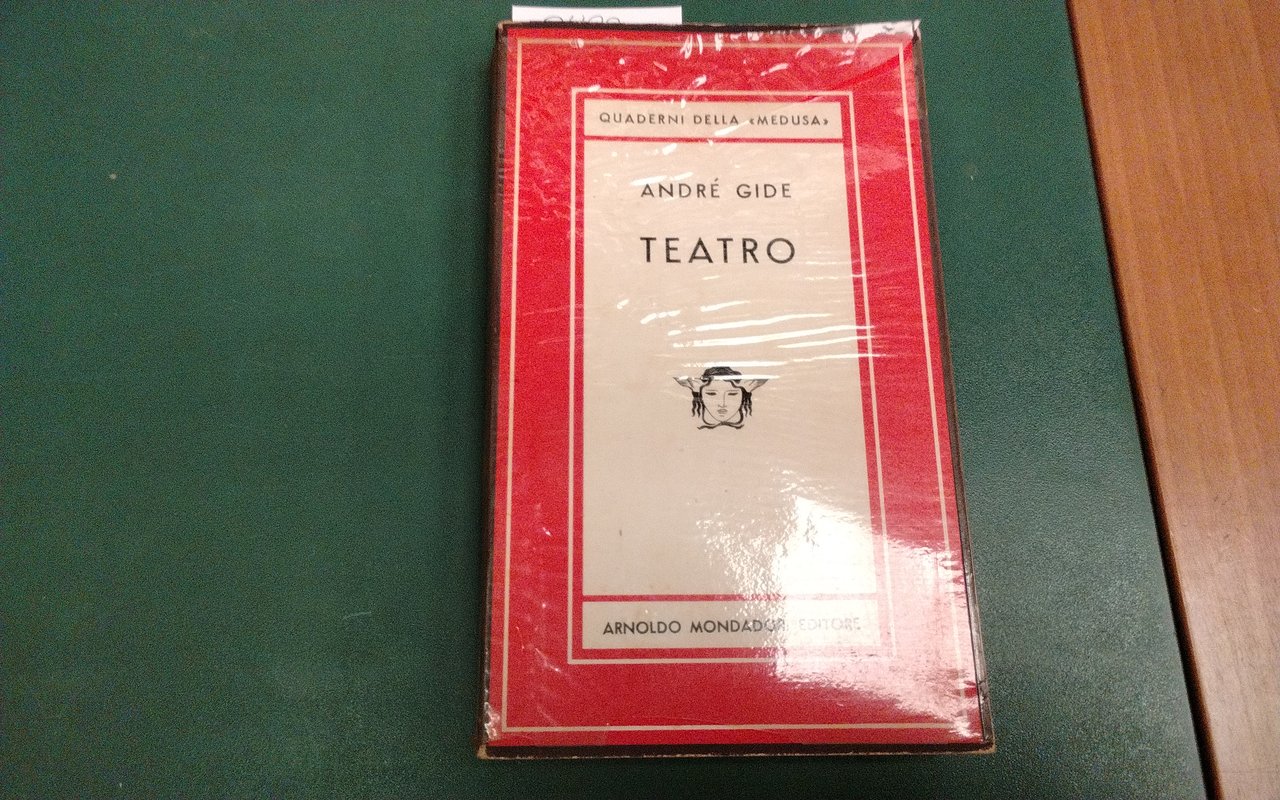 QUADERNI DELLA «MEDUSA»
ANDRÉ GIDE
TEATRO
ARNOLDO MONDADORI EDITORE